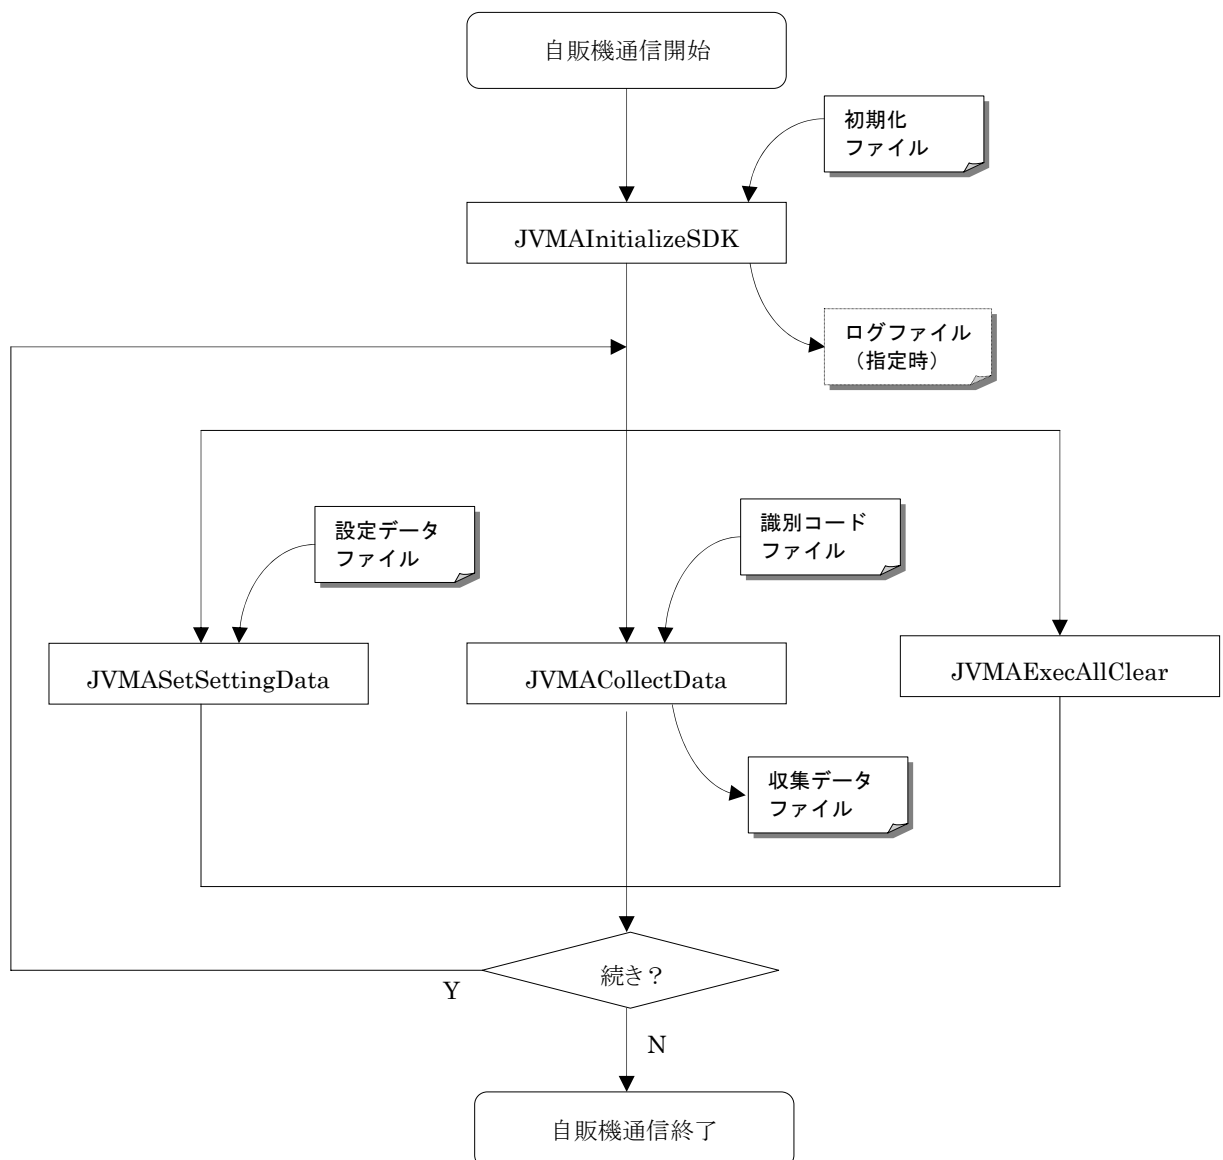 自販機通信開始
初期化
ファイル
JVMAInitializeSDK
ログファイル
（指定時）
設定データ
ファイル
識別コード
ファイル
JVMASetSettingData
JVMACollectData
JVMAExecAllClear
収集データ
ファイル
続き？
Y
N
自販機通信終了